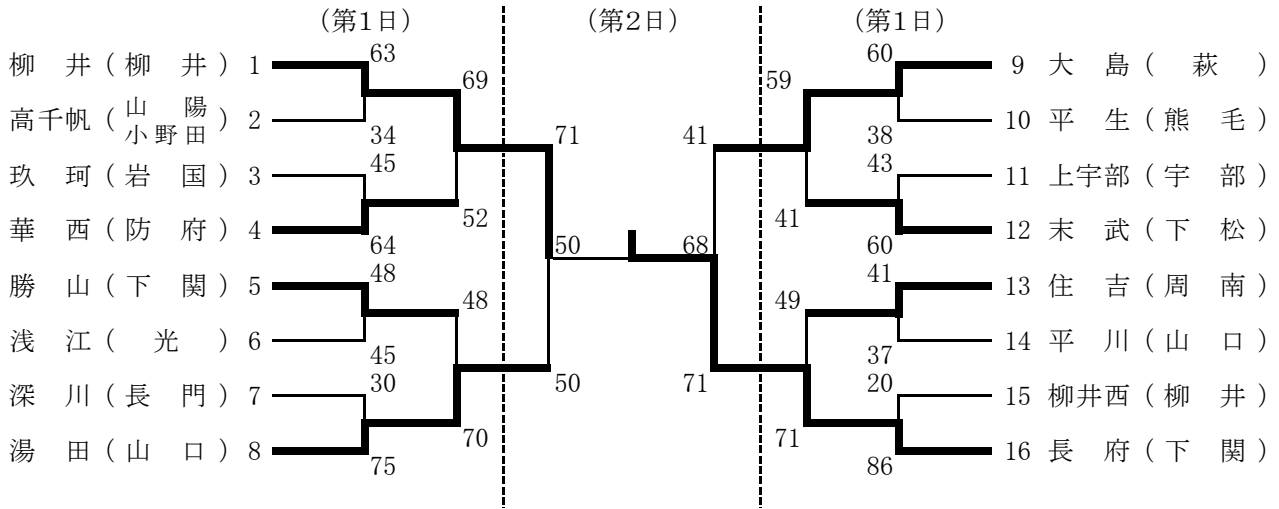 (第1日) (第2日) (第1日)
柳 井 ( 柳 井 ) 1 63 60 9 大 島 ( 萩 )
69 59
高千帆 ( 山 陽 小野田 ) 2 34 71 41 38 10 平 生 ( 熊 毛 )
玖 珂 ( 岩 国 ) 3 45 43 11 上宇部 ( 宇 部 )
52 41
華 西 ( 防 府 ) 4 64 50 68 60 12 末 武 ( 下 松 )
勝 山 ( 下 関 ) 5 48 41 13 住 吉 ( 周 南 )
48 49
浅 江 ( 光 ) 6 45 37 14 平 川 ( 山 口 )
深 川 ( 長 門 ) 7 30 50 71 20 15 柳井西 ( 柳 井 )
70 71
湯 田 ( 山 口 ) 8 75 86 16 長 府 ( 下 関 )